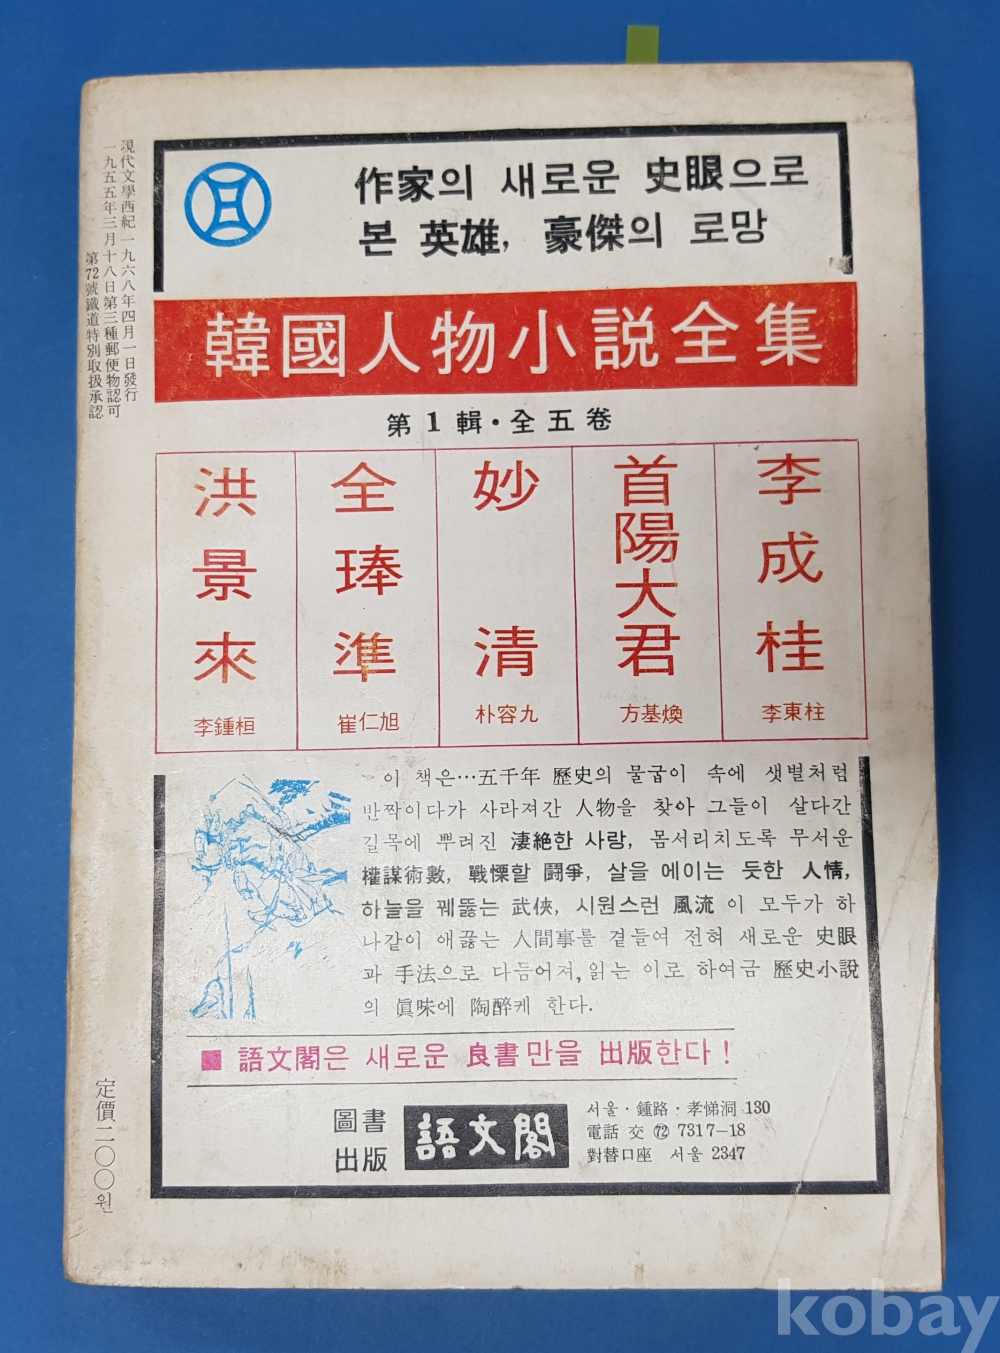 現代文學西紀一九六八年四月一日發行
一九五五年三月十八日第三種郵便物認可
第72號鐵道特別取扱承認
作家의 새로운 史眼으로
본 英雄, 豪傑의 로망
韓國人物小説全集
第1輯·全五卷
洪景來
李鍾桓
全琫準
崔仁旭
妙清
朴容九
首陽大君
方基煥
李成桂
李東柱
이 책은…五千年 歷史의 물굽이 속에 샛별처럼
반짝이다가 사라져간 人物을 찾아 그들이 살다간
길목에 뿌려진 凄絶한 사랑, 몸서리치도록 무서운
權謀術數, 戰慄할 鬪爭, 살을 에이는 듯한 人情,
하늘을 꿰뚫는 武俠, 시원스런 風流 이 모두가 하
나같이 애끓는 人間事를 곁들여 전혀 새로운 史眼
과 手法으로 다듬어져, 읽는 이로 하여금 歷史小說
의 眞味에 陶醉케 한다.
■ 語文閣은 새로운 良書만을 出版한다!
圖書
出版
語文閣
서울·鍾路·孝悌洞 130
電話 交 72 7317-18
對替口座 서울 2347
定價二〇〇원
kobay